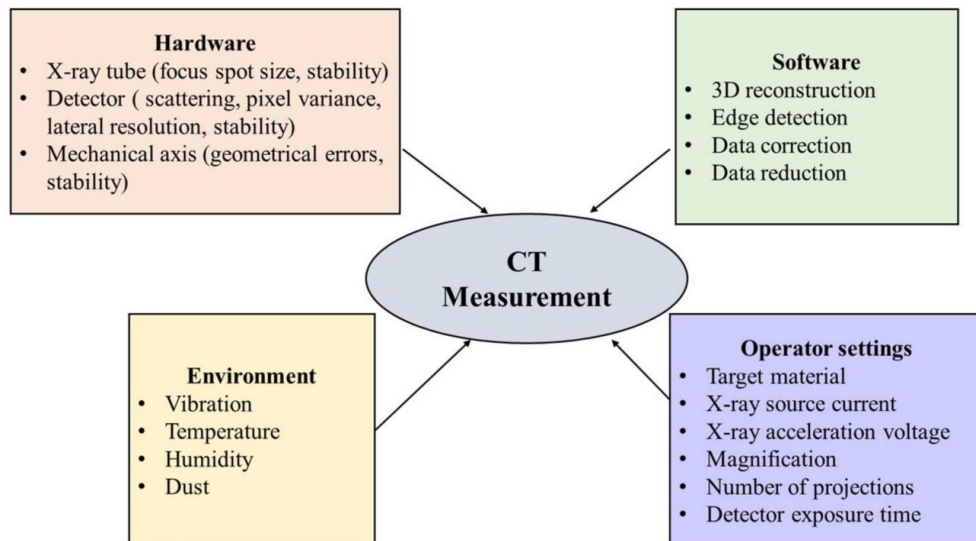 Hardware
• X-ray tube (focus spot size, stability)
• Detector ( scattering, pixel variance,
lateral resolution, stability)
• Mechanical axis (geometrical errors,
stability)
Software
• 3D reconstruction
• Edge detection
• Data correction
• Data reduction
CT
Measurement
Environment
• Vibration
• Temperature
• Humidity
• Dust
Operator settings
• Target material
• X-ray source current
• X-ray acceleration voltage
• Magnification
• Number of projections
• Detector exposure time